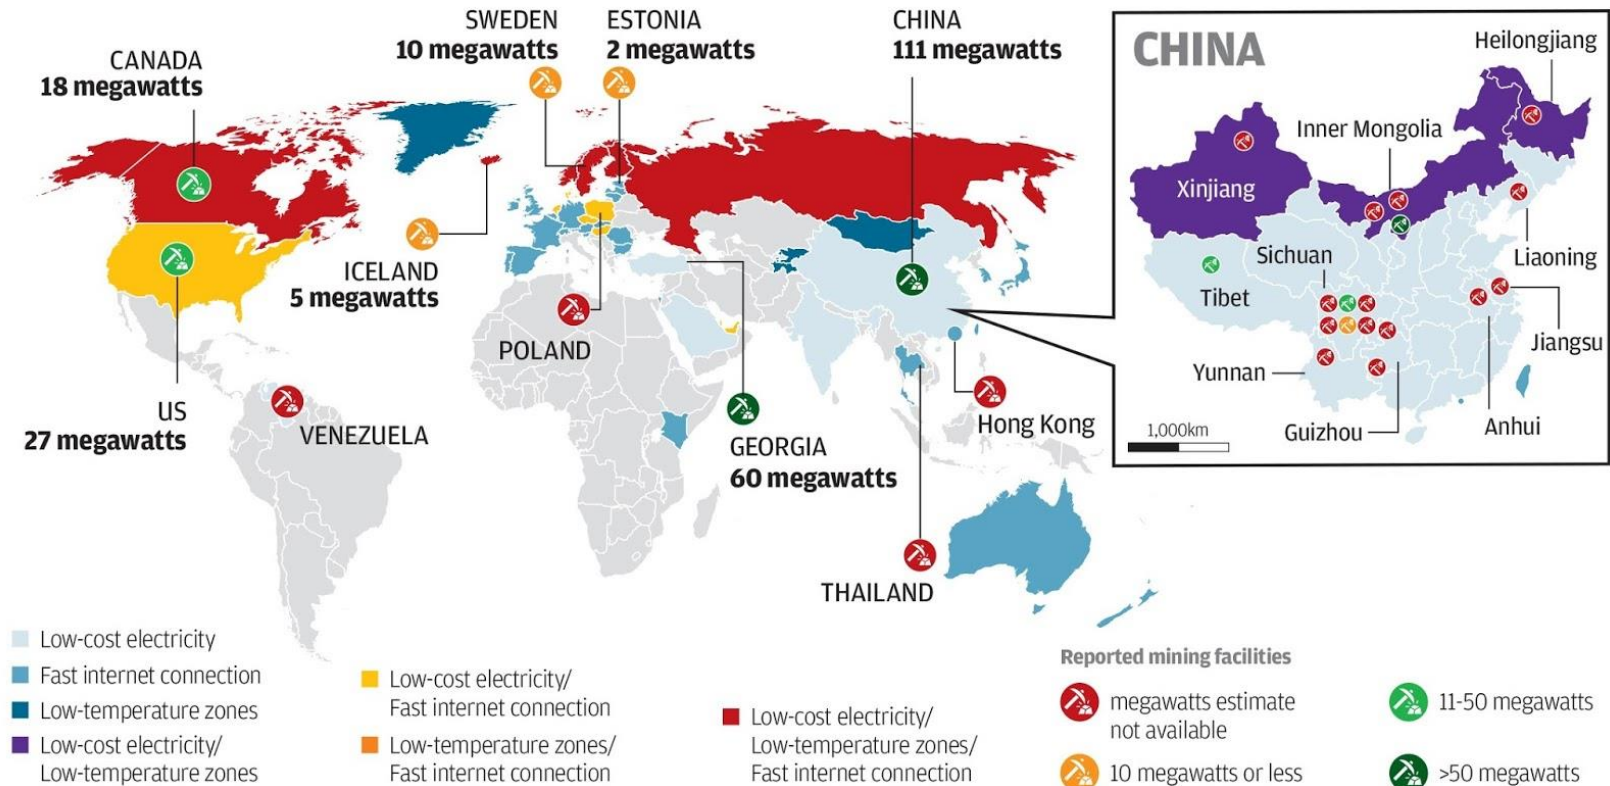 CANADA
18 megawatts
SWEDEN
10 megawatts
ESTONIA
2 megawatts
CHINA
111 megawatts
ICELAND
5 megawatts
POLAND
US
27 megawatts
VENEZUELA
GEORGIA
60 megawatts
Hong Kong
THAILAND
CHINA
Heilongjiang
Inner Mongolia
Xinjiang
Liaoning
Sichuan
Tibet
Jiangsu
Yunnan
Guizhou
Anhui
1,000km
Low-cost electricity
Fast internet connection
Low-temperature zones
Low-cost electricity/
Low-temperature zones
Low-cost electricity/
Fast internet connection
Low-temperature zones/
Fast internet connection
Low-cost electricity/
Low-temperature zones/
Fast internet connection
Reported mining facilities
megawatts estimate
not available
10 megawatts or less
11-50 megawatts
>50 megawatts